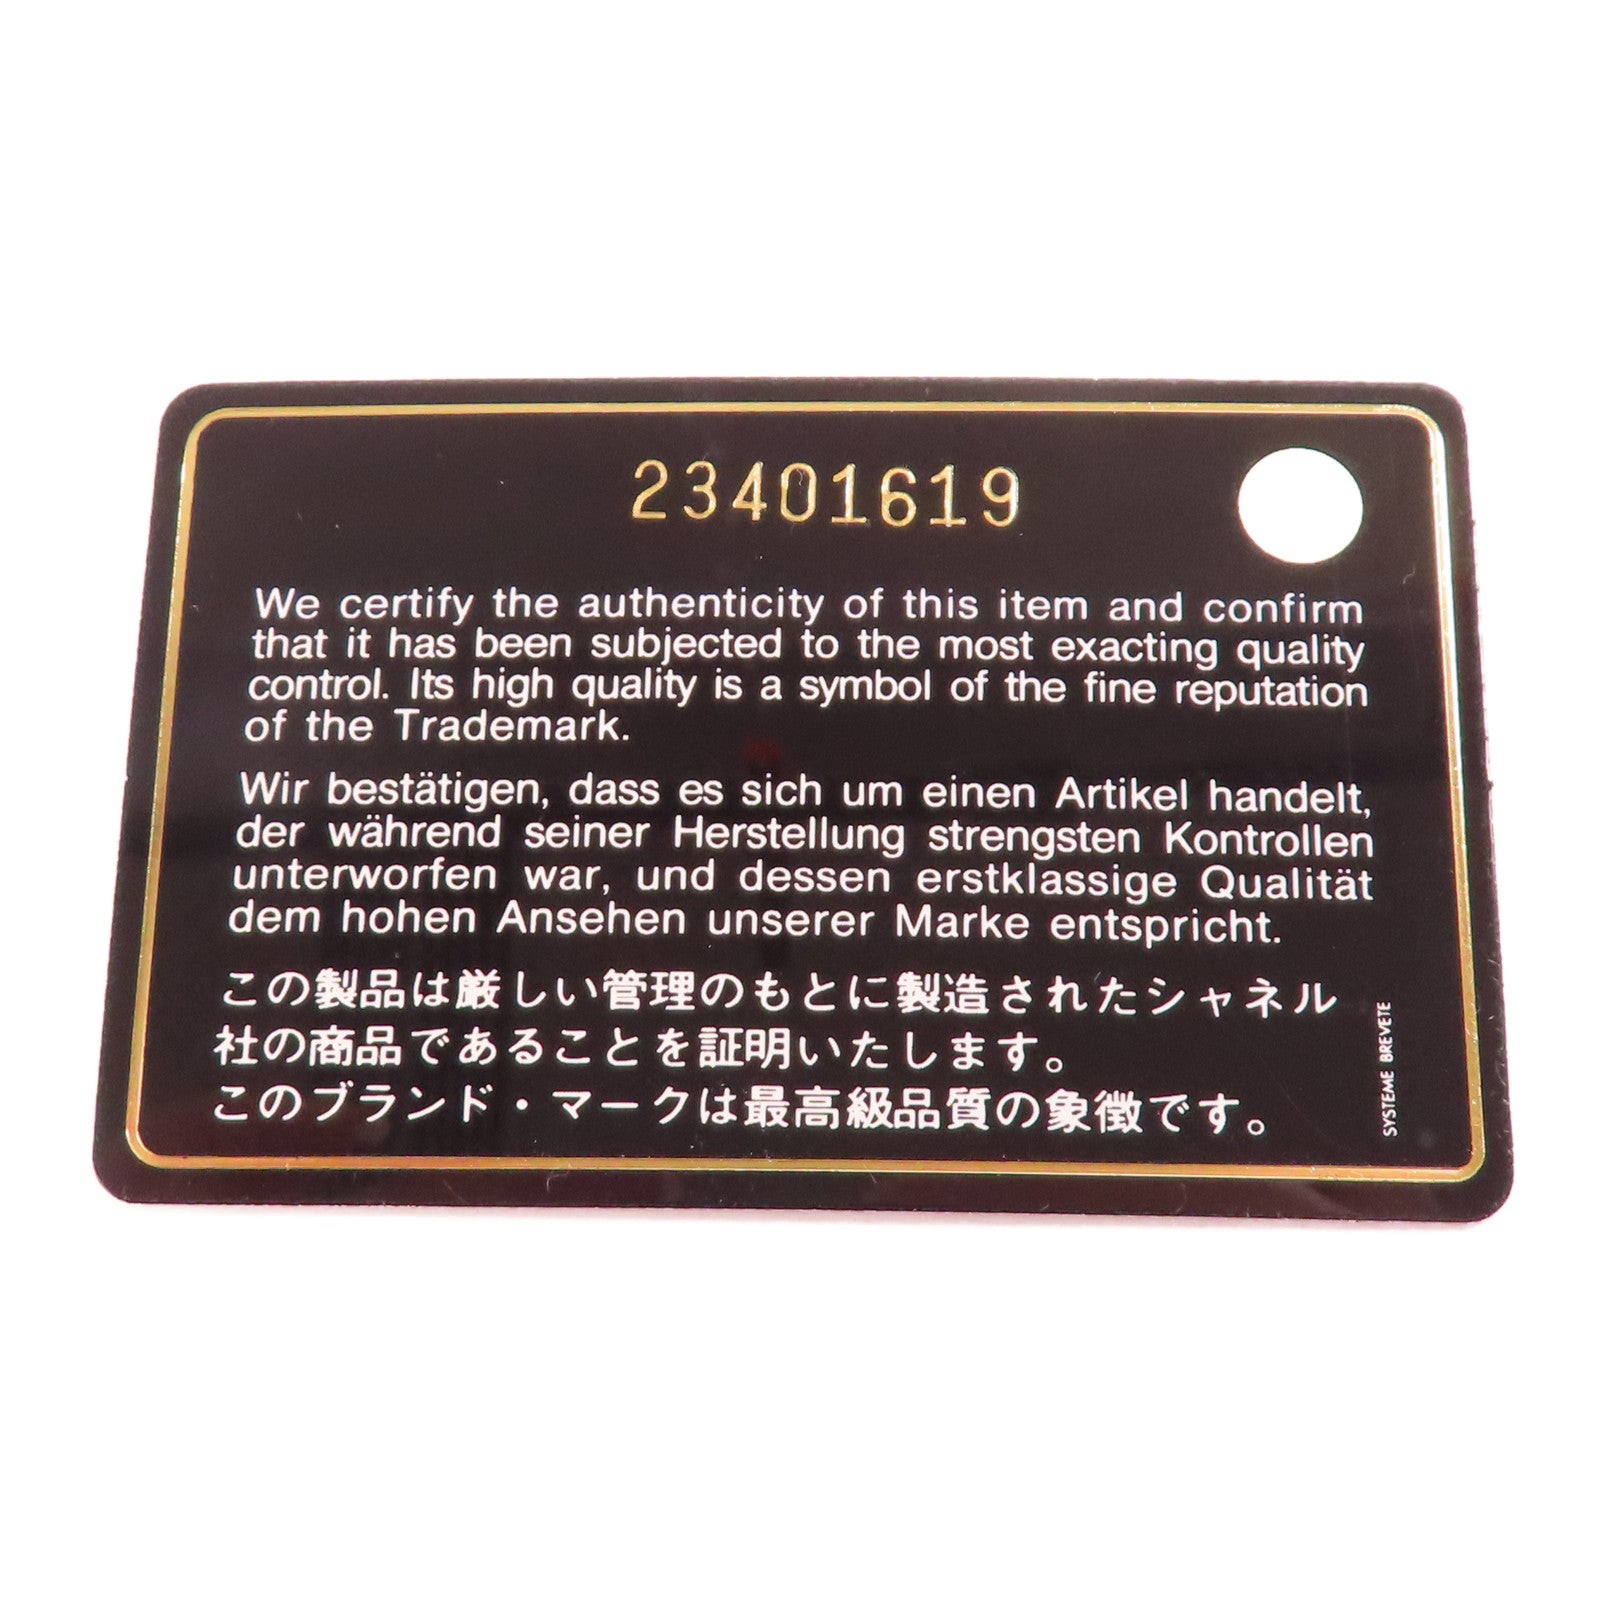 23401619
We certify the authenticity of this item and confirm
that it has been subjected to the most exacting quality
control. Its high quality is a symbol of the fine reputation
of the Trademark.
Wir bestätigen, dass es sich um einen Artikel handelt,
der während seiner Herstellung strengsten Kontrollen
unterworfen war, und dessen erstklassige Qualität
dem hohen Ansehen unserer Marke entspricht.
この製品は厳しい管理のもとに製造されたシャネル
社の商品であることを証明いたします。
このブランド・マークは最高級品質の象徴です。
SYSTEME BREVETE